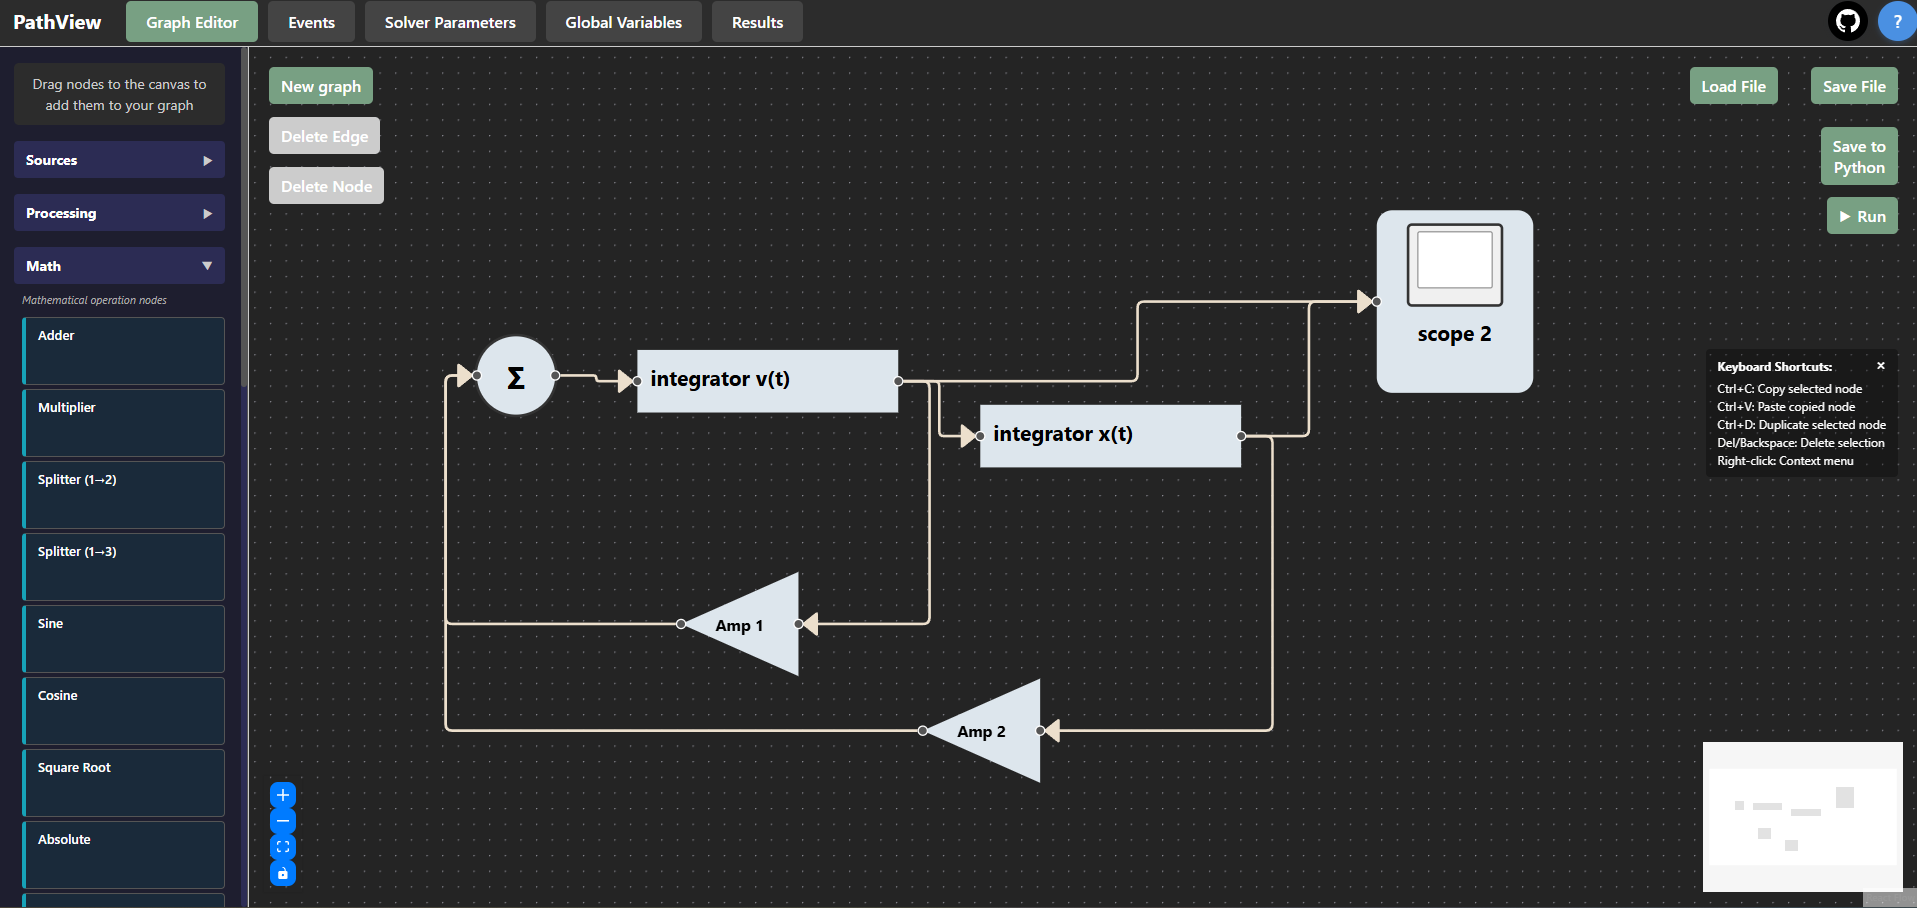 PathView
Graph Editor
Events
Solver Parameters
Global Variables
Results
?
Drag nodes to the canvas to
add them to your graph
Sources
Processing
Math
Mathematical operation nodes
Adder
Multiplier
Splitter (1→2)
Splitter (1→3)
Sine
Cosine
Square Root
Absolute
New graph
Delete Edge
Delete Node
Load File
Save File
Save to
Python
Run
scope 2
Σ
integrator v(t)
integrator x(t)
Amp 1
Amp 2
Keyboard Shortcuts:
×
Ctrl+C: Copy selected node
Ctrl+V: Paste copied node
Ctrl+D: Duplicate selected node
Del/Backspace: Delete selection
Right-click: Context menu